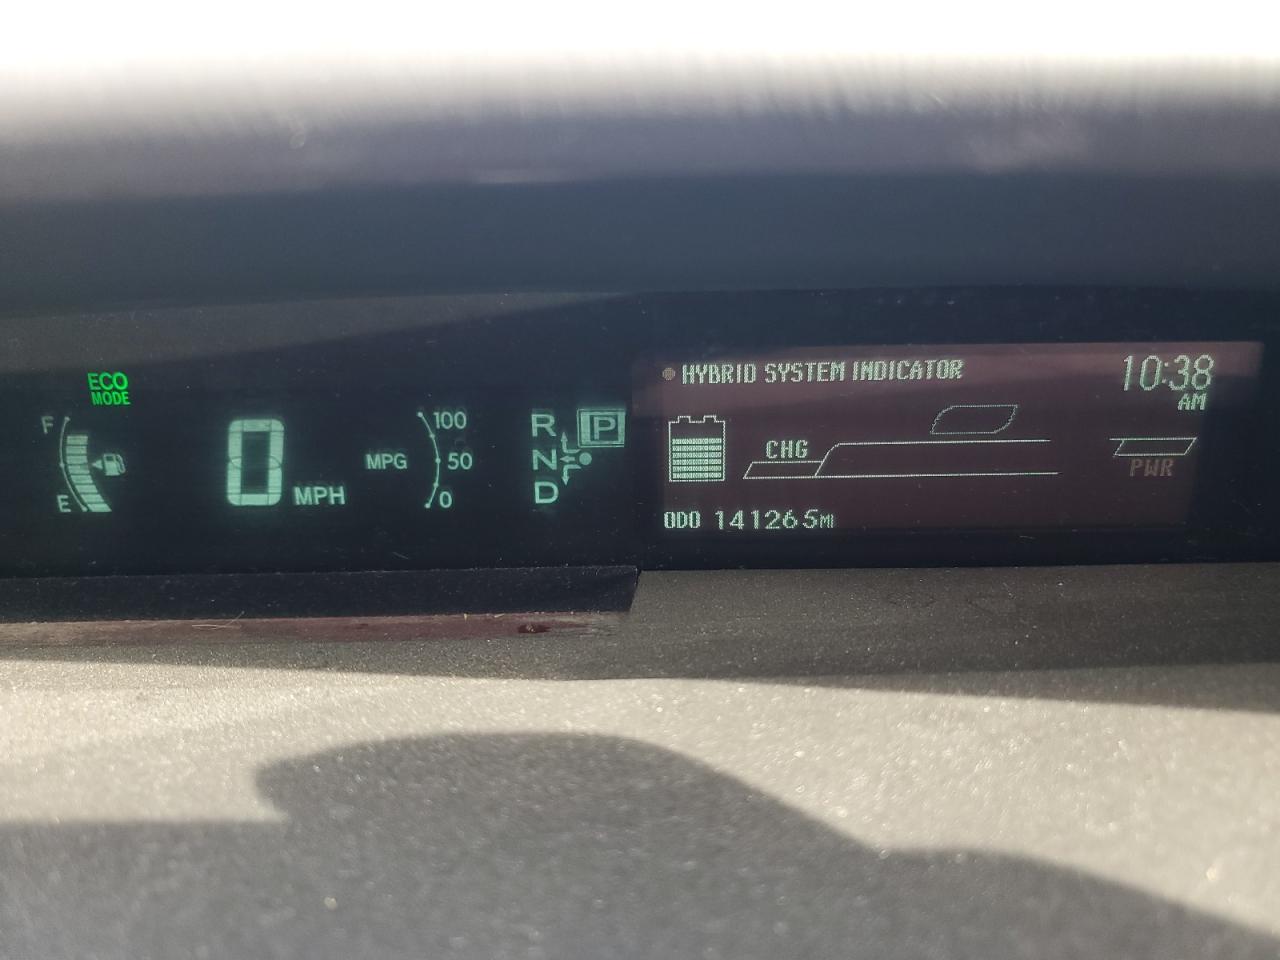 ECO
MODE
F
E
0 MPH
MPG
100
50
0
R
N
D
P
HYBRID SYSTEM INDICATOR
10:38
AM
CHG
PWR
ODO 141265MI